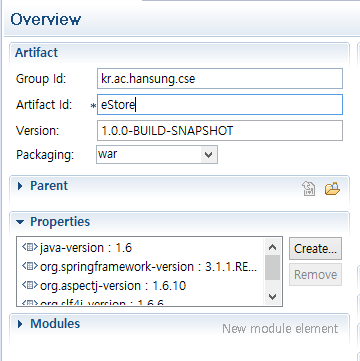 Overview
Artifact
Group Id: kr.ac.hansung.cse
Artifact Id: * eStore
Version: 1.0.0-BUILD-SNAPSHOT
Packaging: war
Parent
Properties
java-version : 1.6
org.springframework-version : 3.1.1.RE... Create...
org.aspectj-version : 1.6.10 Remove
org.slf4j-version : 1.6.6
Modules New module element